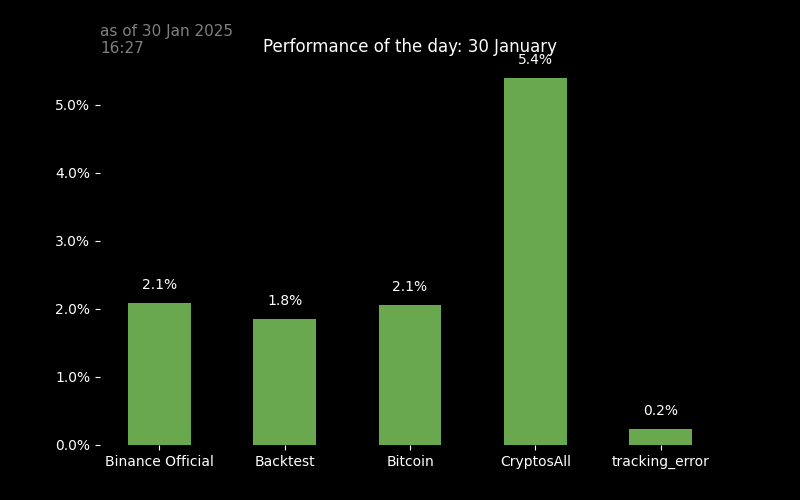 as of 30 Jan 2025
16:27
Performance of the day: 30 January
5.4%
5.0%
4.0%
3.0%
2.1%
1.8%
2.1%
2.0%
1.0%
0.2%
0.0%
Binance Official
Backtest
Bitcoin
CryptosAll
tracking_error